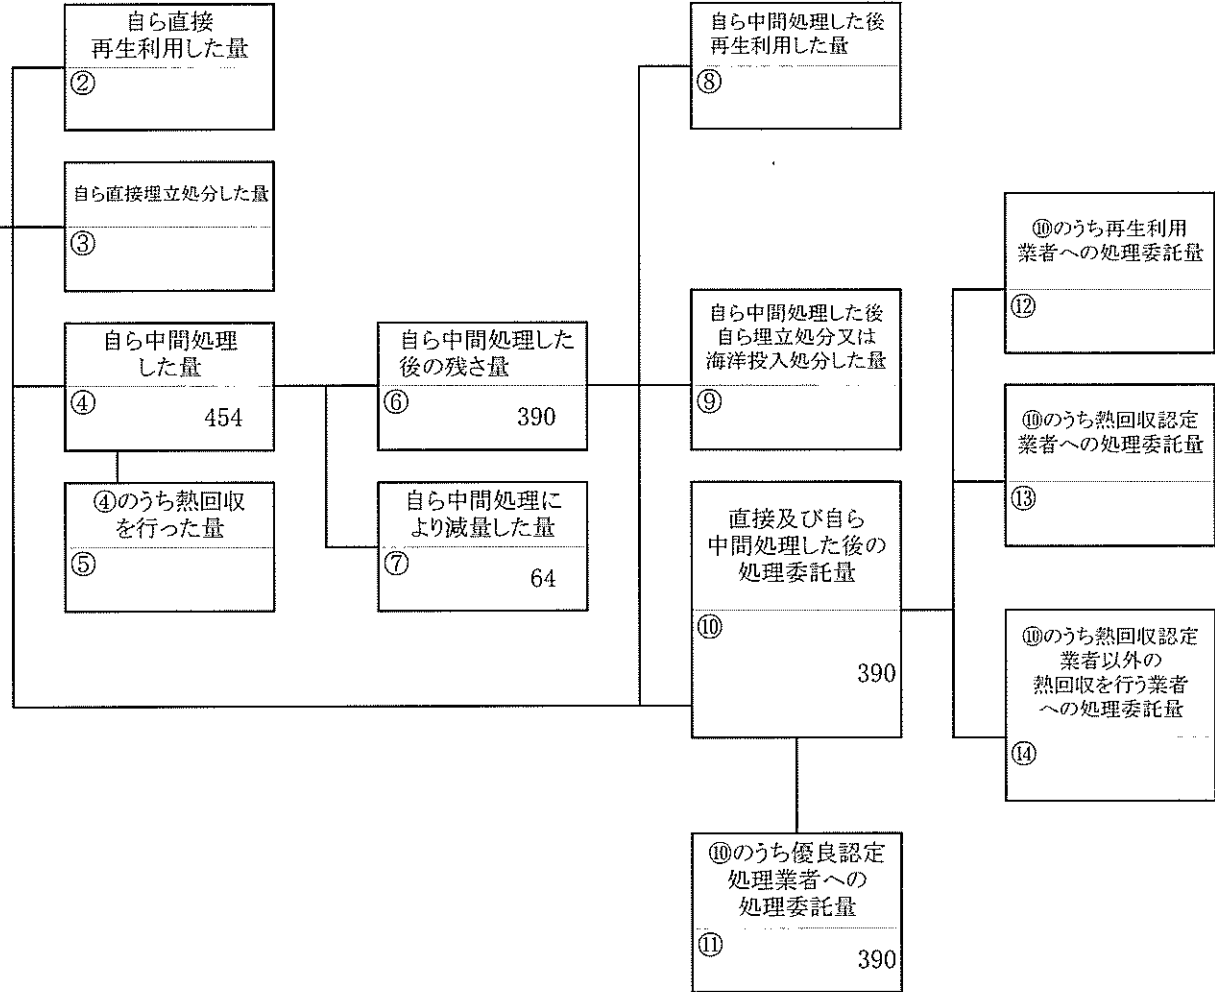 自ら直接
再生利用した量
②
自ら直接埋立処分した量
③
自ら中間処理
した量
④
454
④のうち熱回収
を行った量
⑤
自ら中間処理した
後の残さ量
⑥
390
自ら中間処理に
より減量した量
⑦
64
自ら中間処理した後
再生利用した量
⑧
自ら中間処理した後
自ら埋立処分又は
海洋投入処分した量
⑨
直接及び自ら
中間処理した後の
処理委託量
⑩
390
⑩のうち優良認定
処理業者への
処理委託量
⑪
390
⑩のうち再生利用
業者への処理委託量
⑫
⑩のうち熱回収認定
業者への処理委託量
⑬
⑩のうち熱回収認定
業者以外の
熱回収を行う業者
への処理委託量
⑭